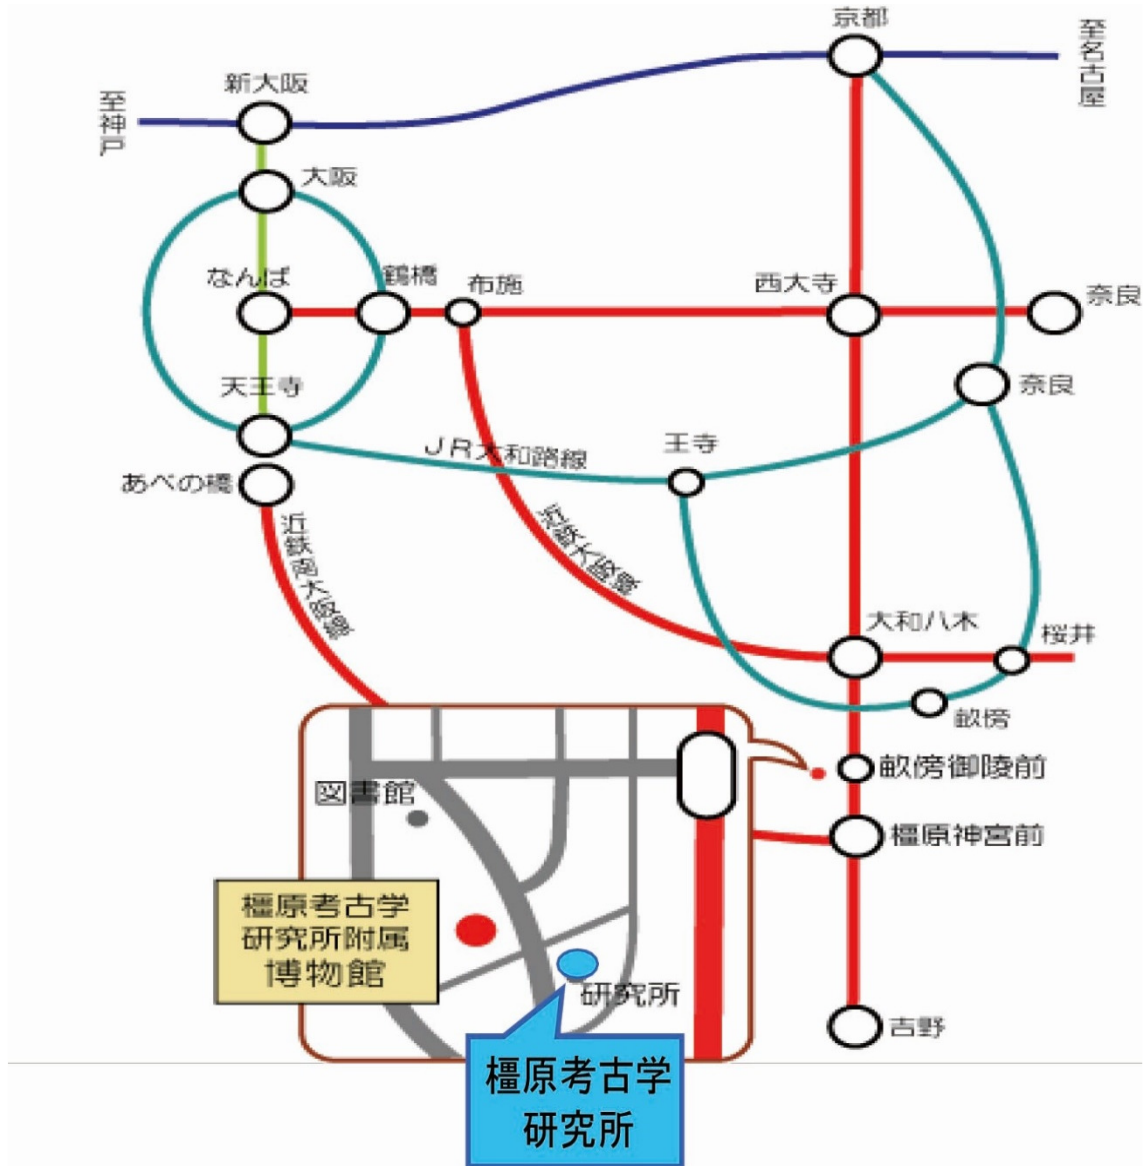 京都
至名古屋
新大阪
至神戸
大阪
なんば
鶴橋
布施
西大寺
奈良
天王寺
奈良
JR大和路線
王寺
あべの橋
近鉄南大阪線
近鉄大阪線
大和八木
桜井
畝傍
畝傍御陵前
図書館
橿原神宮前
橿原考古学
研究所附属
博物館
研究所
吉野
橿原考古学
研究所